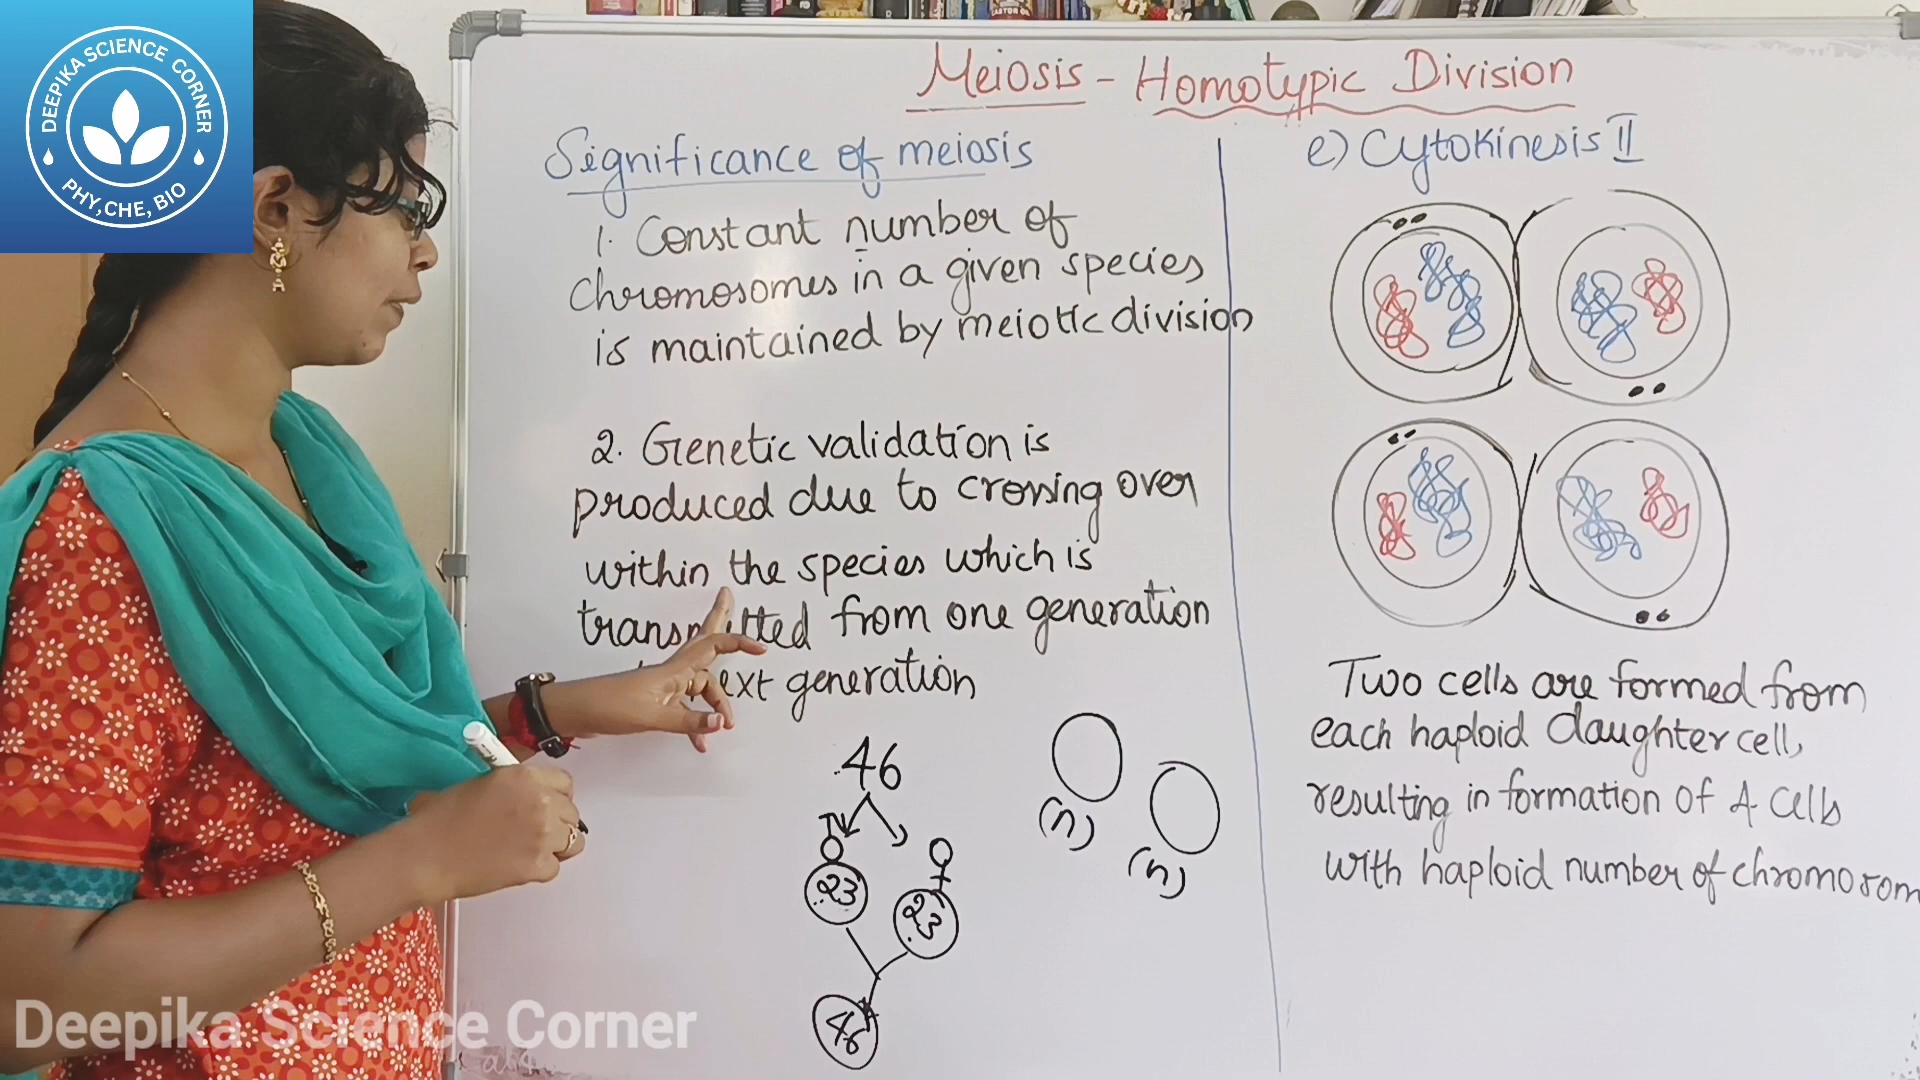 DEEPIKA SCIENCE CORNER
PHY,CHE, BIO
Meiosis - Homotypic Division
Significance of meiosis
1. Constant number of
chromosomes in a given species
is maintained by meiotic division
2. Genetic validation is
produced due to crossing over
within the species which is
transmitted from one generation
next generation
46
23
23
46
(n)
(n)
e) Cytokinesis II
Two cells are formed from
each haploid daughter cell,
resulting in formation of 4 cells
with haploid number of chromosom
Deepika Science Corner